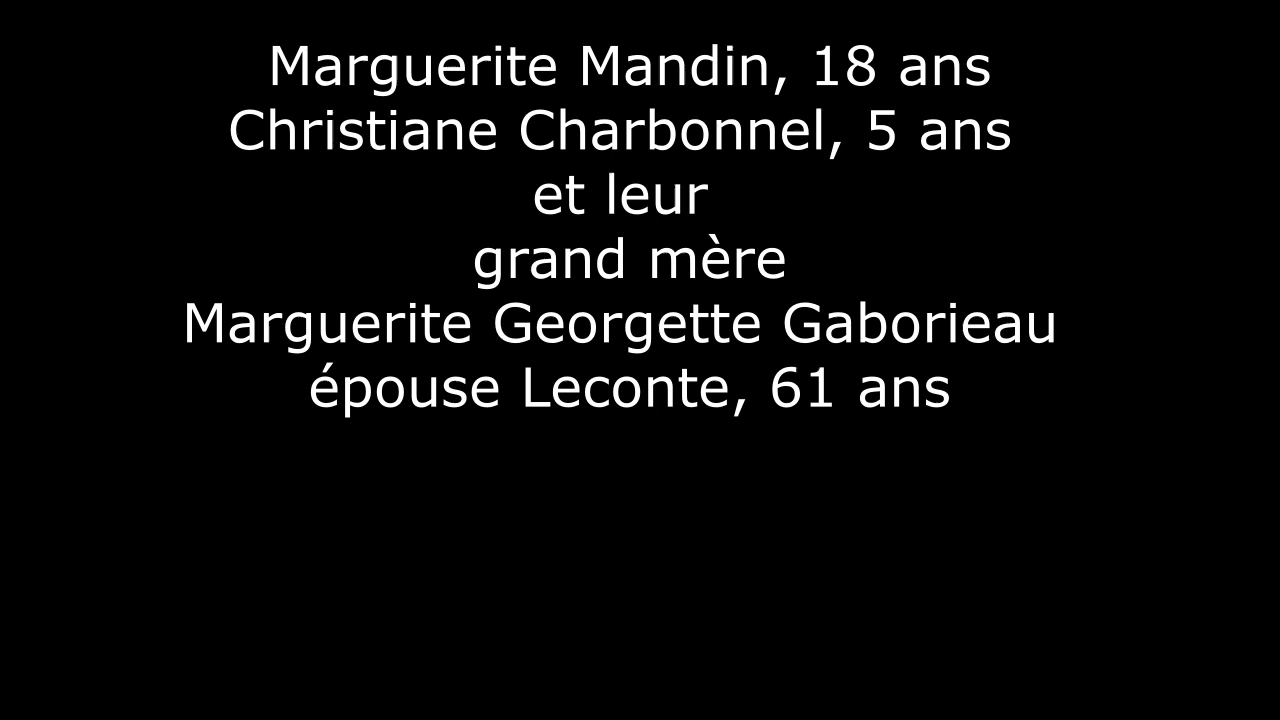 Marguerite Mandin, 18 ans
Christiane Charbonnel, 5 ans
et leur
grand mère
Marguerite Georgette Gaborieau
épouse Leconte, 61 ans